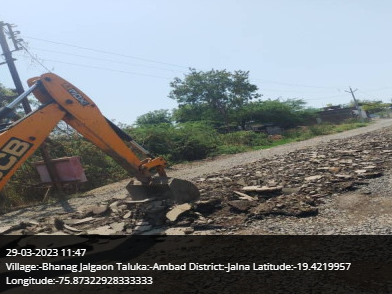 JCB
29-03-2023 11:47
Village:-Bhanag Jalgaon Taluka:-Ambad District:-Jalna Latitude:-19.4219957
Longitude:-75.87322928333333